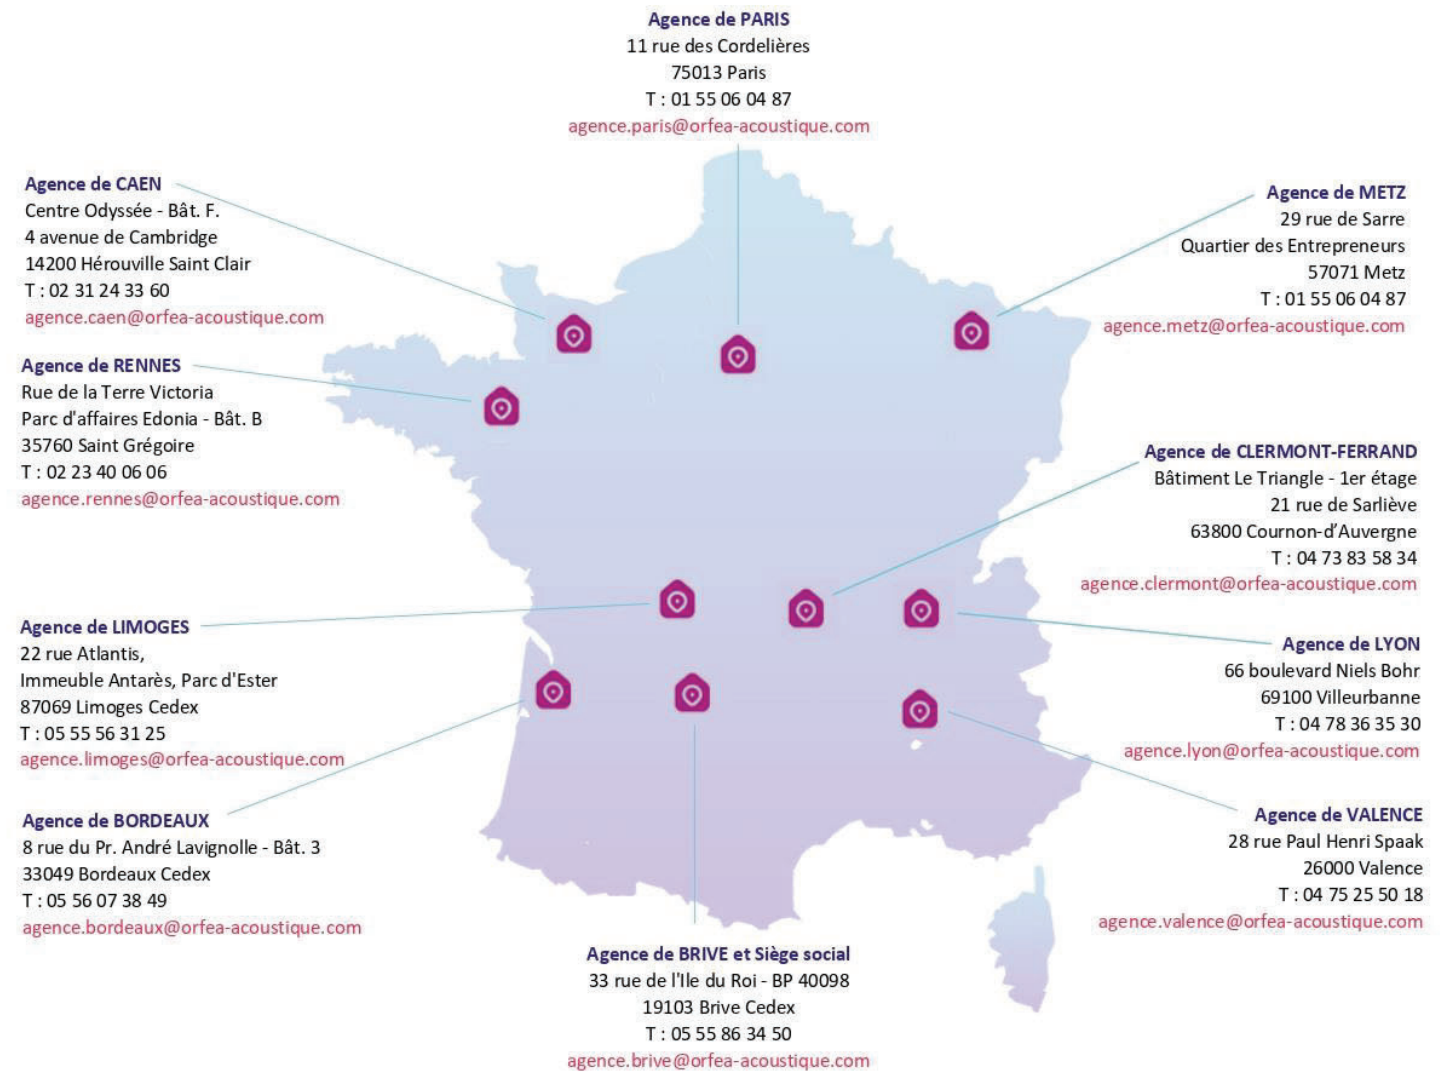 Agence de PARIS
11 rue des Cordelières
75013 Paris
T : 01 55 06 04 87
agence.paris@orfea-acoustique.com
Agence de CAEN
Centre Odyssée - Bât. F.
4 avenue de Cambridge
14200 Hérouville Saint Clair
T : 02 31 24 33 60
agence.caen@orfea-acoustique.com
Agence de METZ
29 rue de Sarre
Quartier des Entrepreneurs
57071 Metz
T : 01 55 06 04 87
agence.metz@orfea-acoustique.com
Agence de RENNES
Rue de la Terre Victoria
Parc d'affaires Edonia - Bât. B
35760 Saint Grégoire
T : 02 23 40 06 06
agence.rennes@orfea-acoustique.com
Agence de CLERMONT-FERRAND
Bâtiment Le Triangle - 1er étage
21 rue de Sarliève
63800 Cournon-d’Auvergne
T : 04 73 83 58 34
agence.clermont@orfea-acoustique.com
Agence de LIMOGES
22 rue Atlantis,
Immeuble Antarès, Parc d'Ester
87069 Limoges Cedex
T : 05 55 56 31 25
agence.limoges@orfea-acoustique.com
Agence de LYON
66 boulevard Niels Bohr
69100 Villeurbanne
T : 04 78 36 35 30
agence.lyon@orfea-acoustique.com
Agence de BORDEAUX
8 rue du Pr. André Lavignolle - Bât. 3
33049 Bordeaux Cedex
T : 05 56 07 38 49
agence.bordeaux@orfea-acoustique.com
Agence de VALENCE
28 rue Paul Henri Spaak
26000 Valence
T : 04 75 25 50 18
agence.valence@orfea-acoustique.com
Agence de BRIVE et Siège social
33 rue de l'Ile du Roi - BP 40098
19103 Brive Cedex
T : 05 55 86 34 50
agence.brive@orfea-acoustique.com